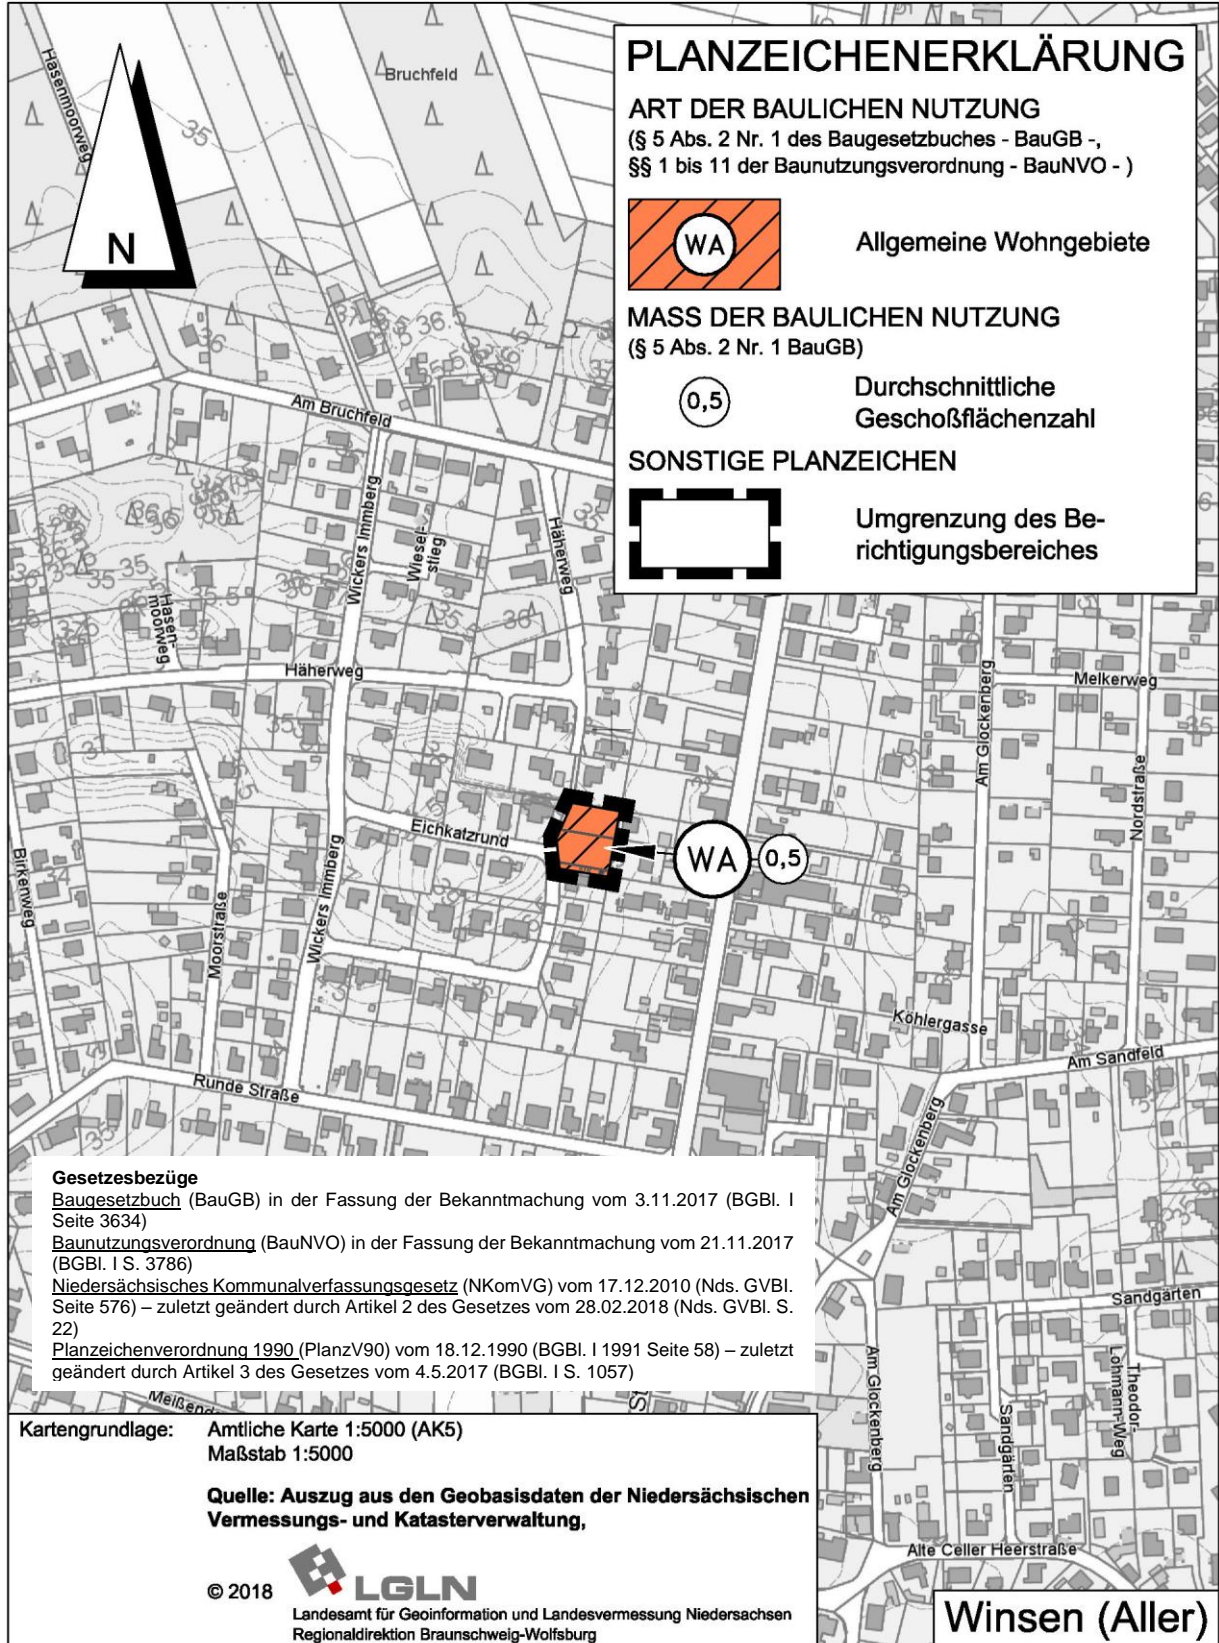 PLANZEICHENERKLÄRUNG
ART DER BAULICHEN NUTZUNG
(§ 5 Abs. 2 Nr. 1 des Baugesetzbuches - BauGB -,
§§ 1 bis 11 der Baunutzungsverordnung - BauNVO - )
WA
Allgemeine Wohngebiete
MASS DER BAULICHEN NUTZUNG
(§ 5 Abs. 2 Nr. 1 BauGB)
0,5
Durchschnittliche
Geschoßflächenzahl
SONSTIGE PLANZEICHEN
Umgrenzung des Be-
richtigungsbereiches
N
Hasenmoorweg
Bruchfeld
35
36
36.5
Am Bruchfeld
Wickers Immberg
Wiesel-
stieg
Häherweg
Hasen-
moorweg
Häherweg
Melkerweg
Am Glockenberg
Nordstraße
Eichkatzrund
WA
0,5
Birkenweg
Moorstraße
Wickers Immberg
Köhlergasse
Am Sandfeld
Runde Straße
Am Glockenberg
Gesetzesbezüge
Baugesetzbuch (BauGB) in der Fassung der Bekanntmachung vom 3.11.2017 (BGBl. I
Seite 3634)
Baunutzungsverordnung (BauNVO) in der Fassung der Bekanntmachung vom 21.11.2017
(BGBl. I S. 3786)
Niedersächsisches Kommunalverfassungsgesetz (NKomVG) vom 17.12.2010 (Nds. GVBl.
Seite 576) – zuletzt geändert durch Artikel 2 des Gesetzes vom 28.02.2018 (Nds. GVBl. S.
22)
Planzeichenverordnung 1990 (PlanzV90) vom 18.12.1990 (BGBl. I 1991 Seite 58) – zuletzt
geändert durch Artikel 3 des Gesetzes vom 4.5.2017 (BGBl. I S. 1057)
Sandgärten
Am Glockenberg
Sandgärten
Theodor-
Lohmann-Weg
Alte Celler Heerstraße
Kartengrundlage: Amtliche Karte 1:5000 (AK5)
Maßstab 1:5000
Quelle: Auszug aus den Geobasisdaten der Niedersächsischen
Vermessungs- und Katasterverwaltung,
© 2018 LGLN
Landesamt für Geoinformation und Landesvermessung Niedersachsen
Regionaldirektion Braunschweig-Wolfsburg
Winsen (Aller)